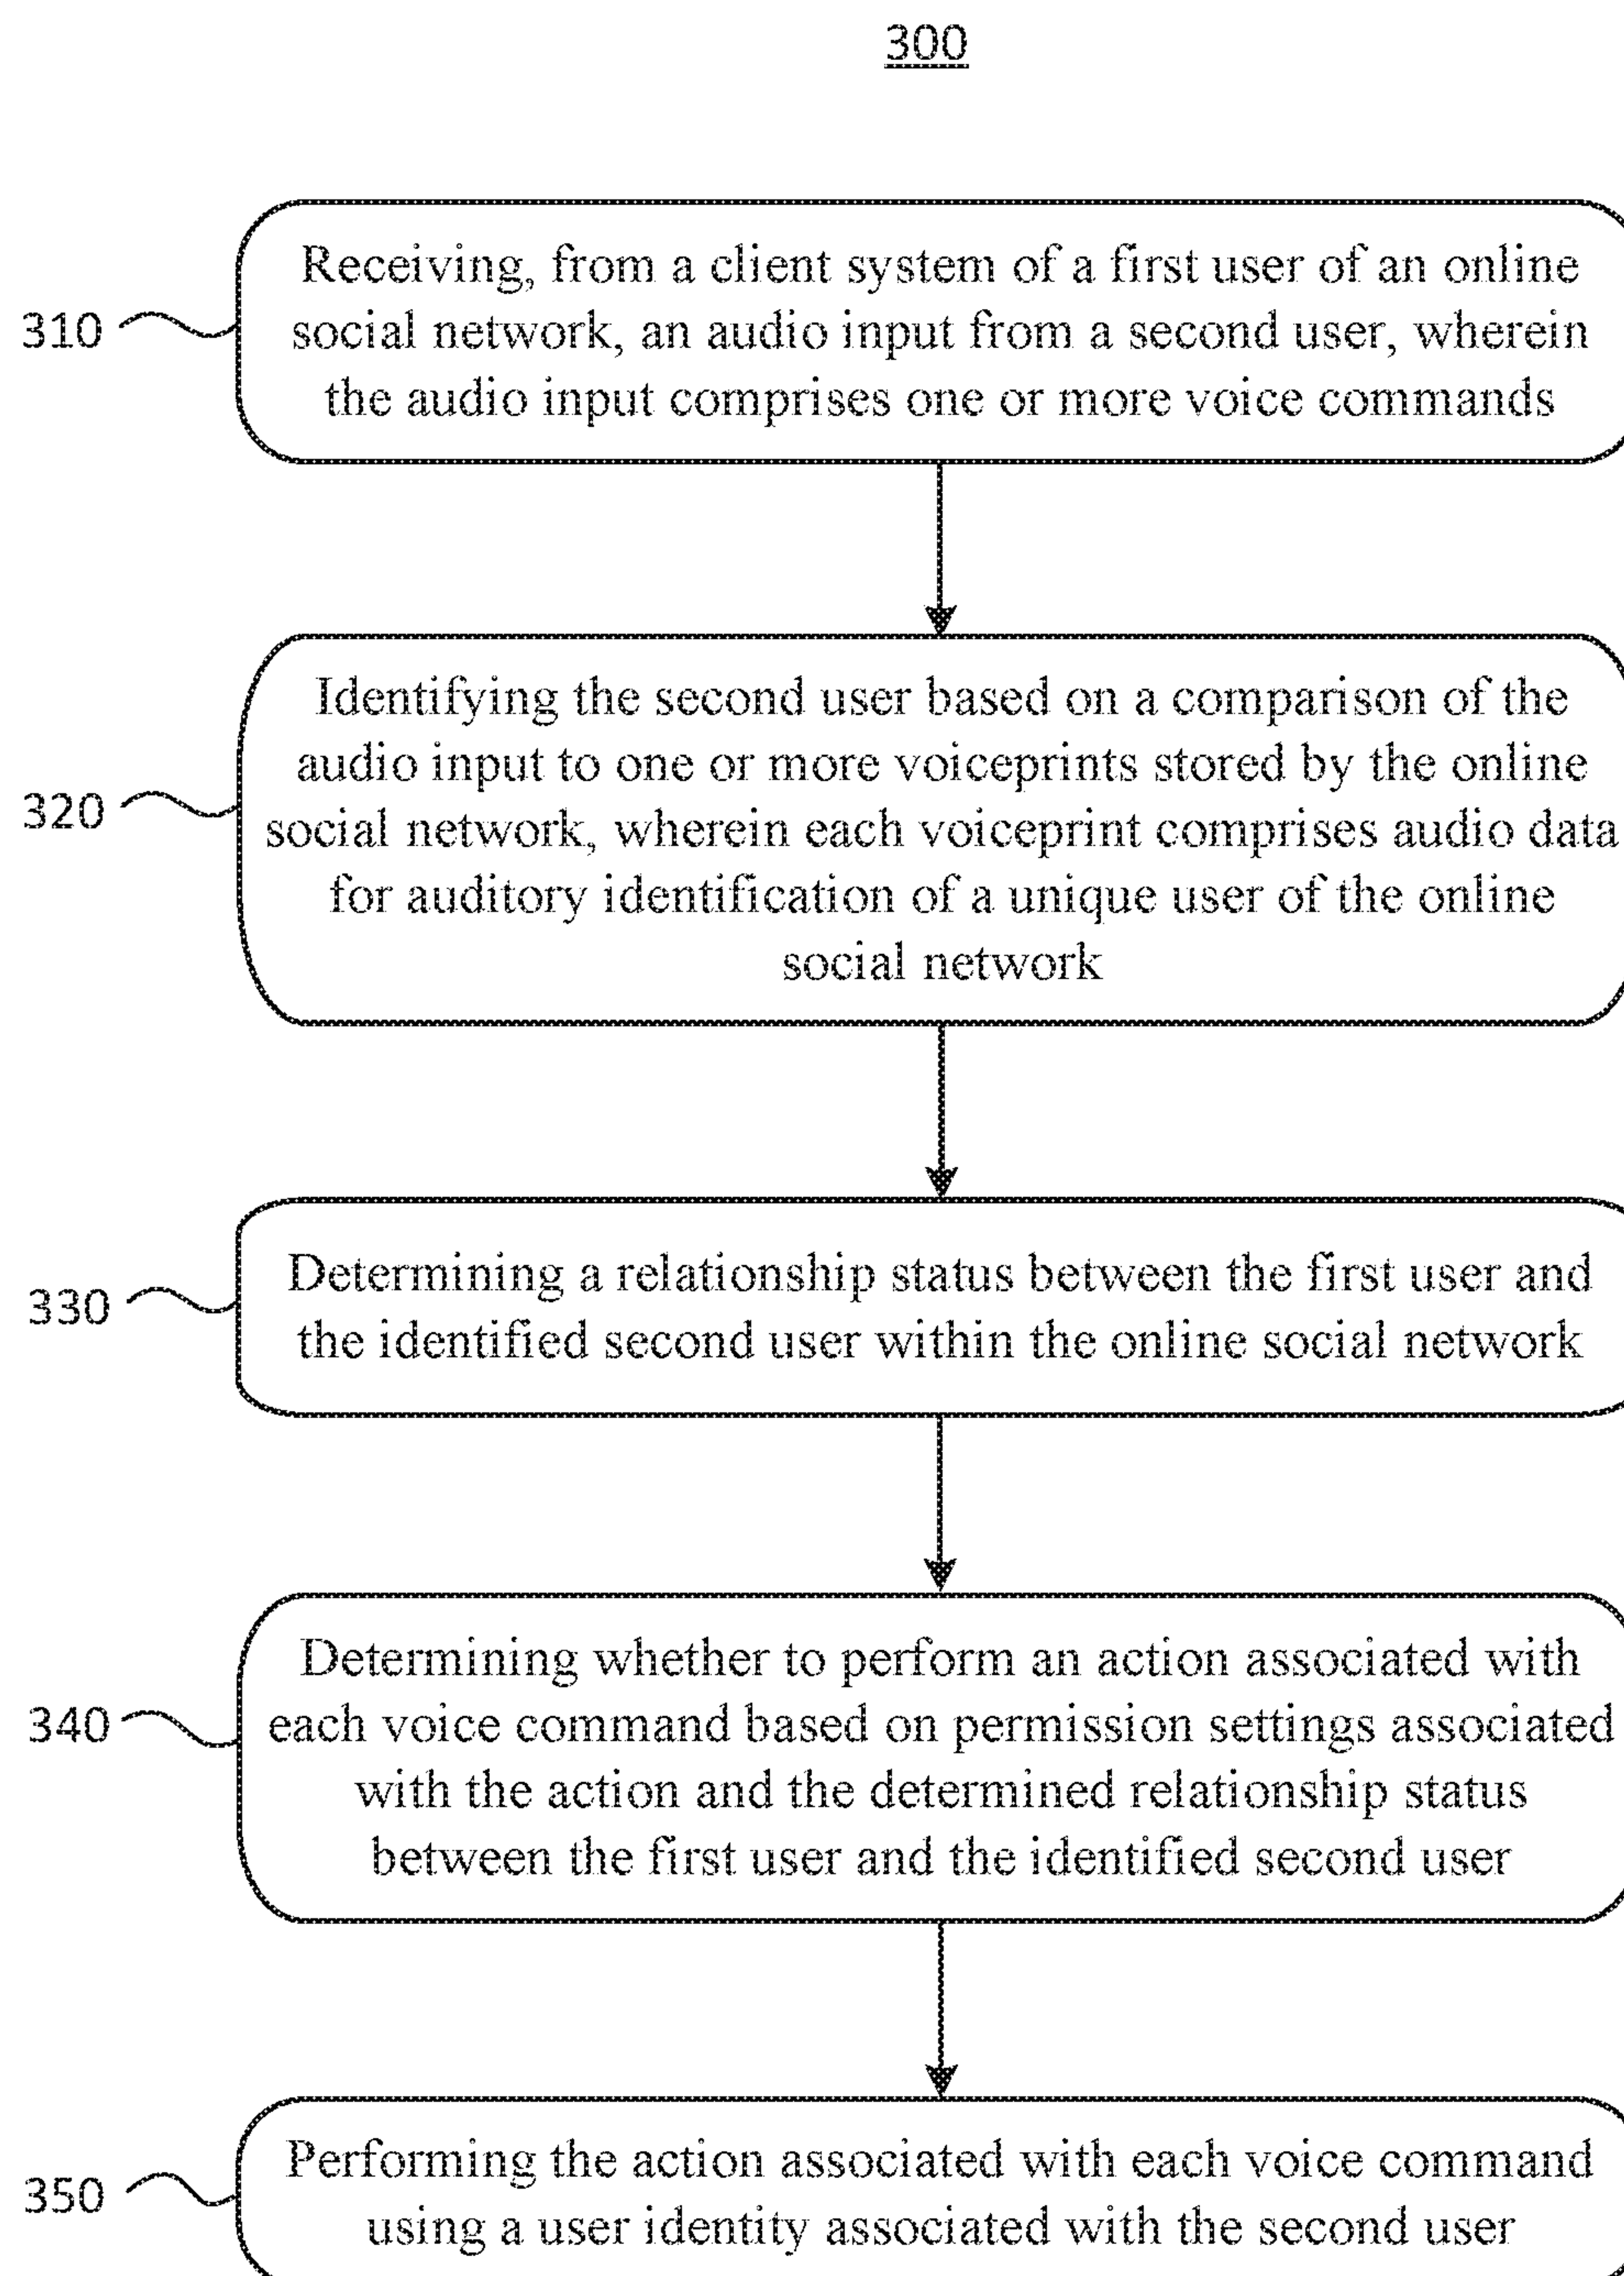 300
310
Receiving, from a client system of a first user of an online
social network, an audio input from a second user, wherein
the audio input comprises one or more voice commands
320
Identifying the second user based on a comparison of the
audio input to one or more voiceprints stored by the online
social network, wherein each voiceprint comprises audio data
for auditory identification of a unique user of the online
social network
330
Determining a relationship status between the first user and
the identified second user within the online social network
340
Determining whether to perform an action associated with
each voice command based on permission settings associated
with the action and the determined relationship status
between the first user and the identified second user
350
Performing the action associated with each voice command
using a user identity associated with the second user